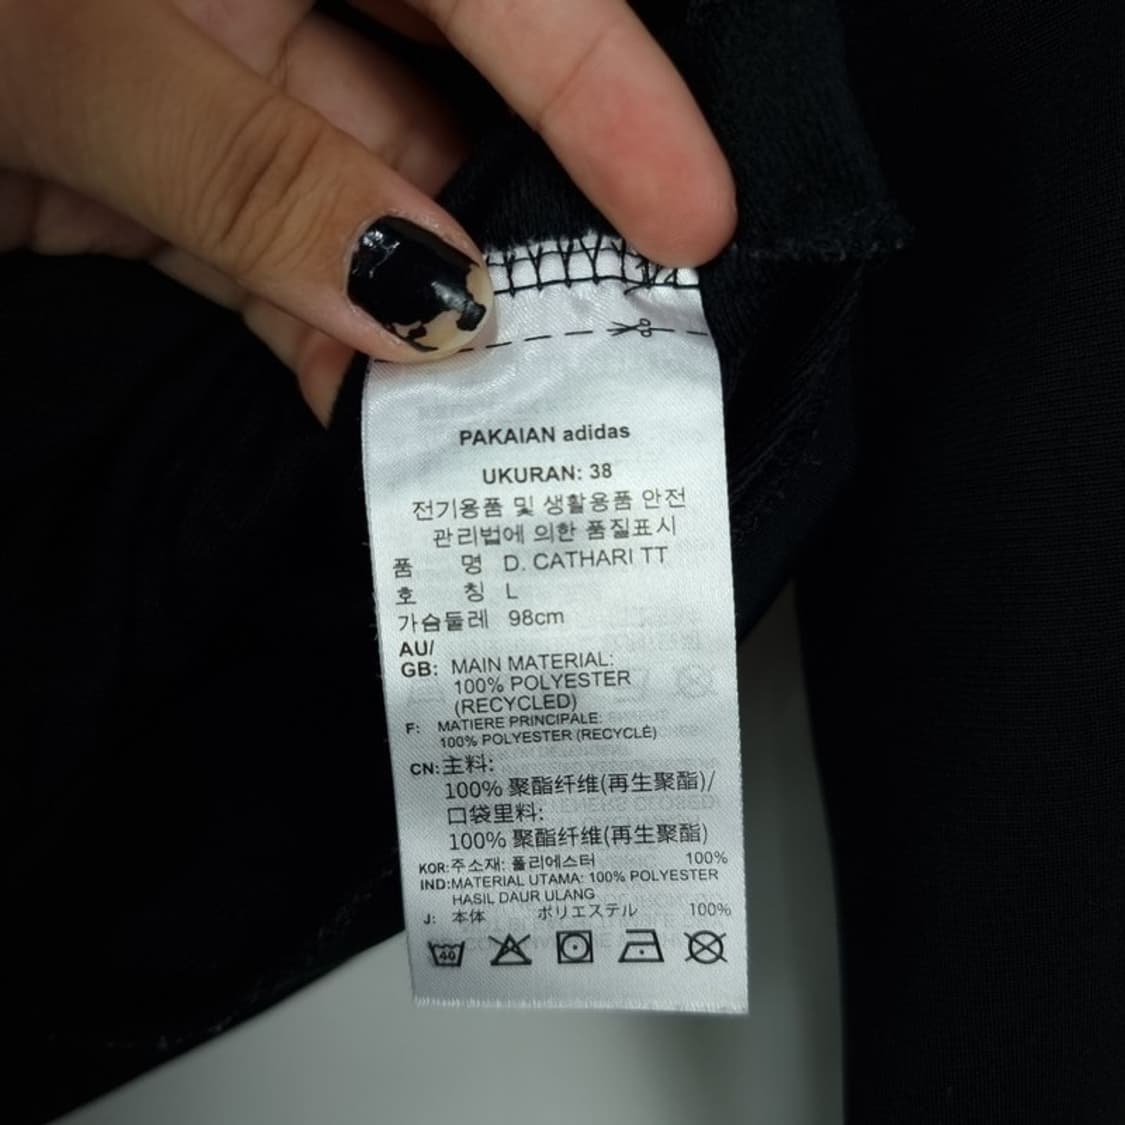 PAKAIAN adidas
UKURAN: 38
전기용품 및 생활용품 안전
관리법에 의한 품질표시
품 명 D. CATHARI TT
호 칭 L
가슴둘레 98cm
AU/
GB: MAIN MATERIAL:
100% POLYESTER
(RECYCLED)
F: MATIERE PRINCIPALE:
100% POLYESTER (RECYCLÉ)
CN:主料:
100% 聚酯纤维(再生聚酯)/
口袋里料:
100% 聚酯纤维(再生聚酯)
KOR:주소재: 폴리에스터 100%
IND:MATERIAL UTAMA: 100% POLYESTER
HASIL DAUR ULANG
J: 本体 ポリエステル 100%
40